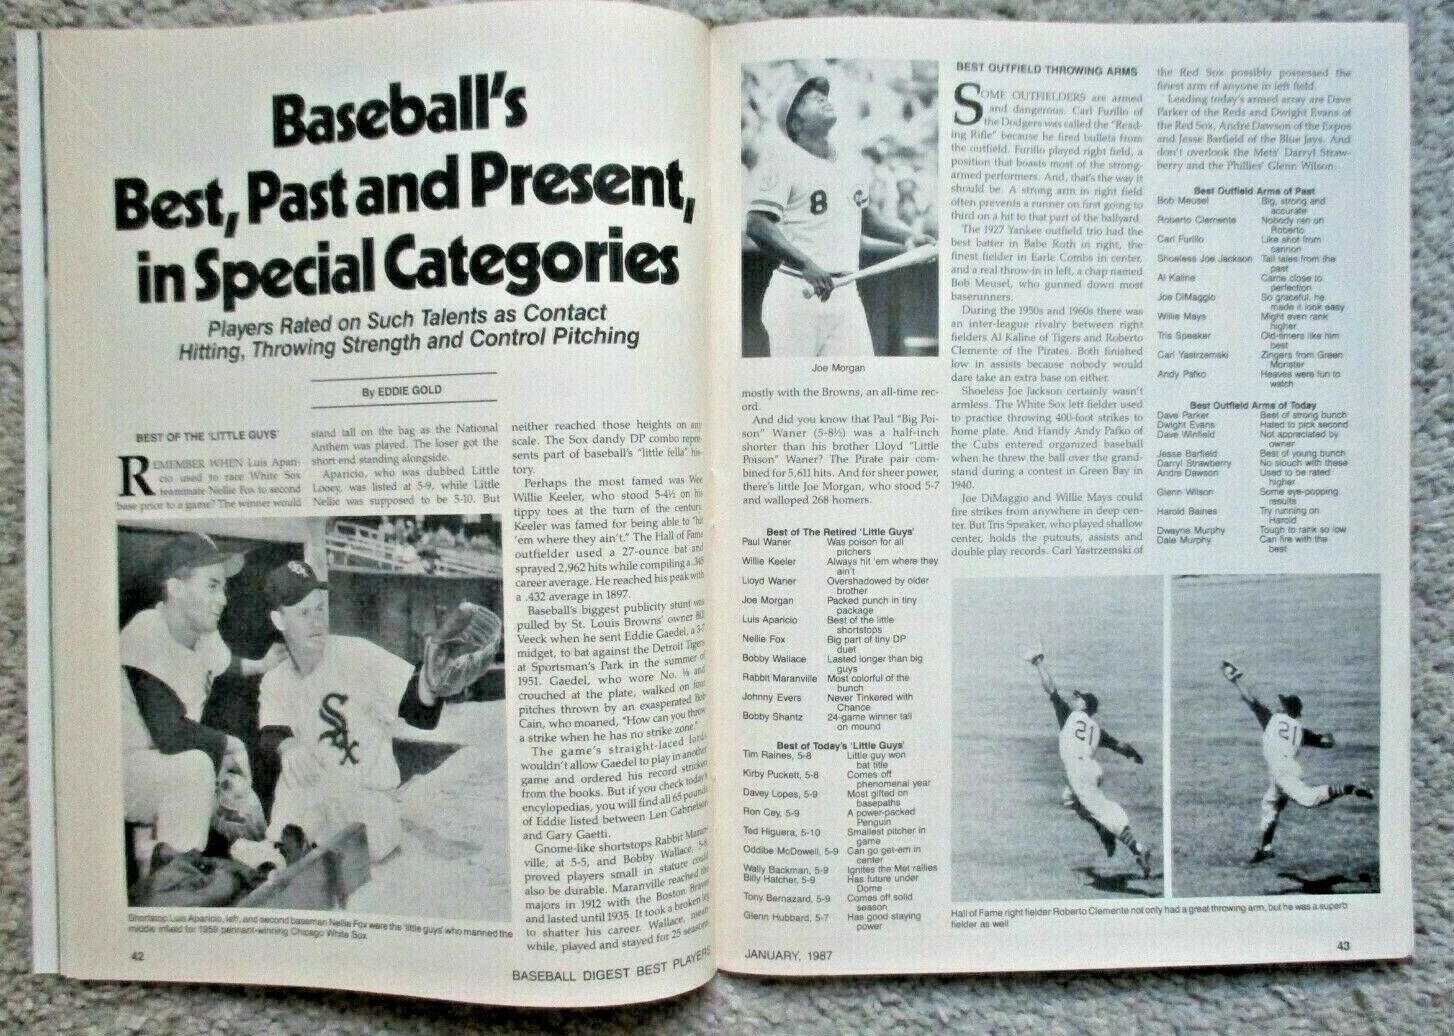 Baseball's
Best, Past and Present,
in Special Categories
Players Rated on Such Talents as Contact
Hitting, Throwing Strength and Control Pitching
By EDDIE GOLD
BEST OF THE 'LITTLE GUYS'
REMEMBER WHEN Luis Apari-
cio used to race White Sox
teammate Nellie Fox to second
base prior to a game? The winner would
stand tall on the bag as the National
Anthem was played. The loser got the
short end standing alongside.
Aparicio, who was dubbed Little
Looey, was listed at 5-9, while Little
Nellie was supposed to be 5-10. But
neither reached those heights on any
scale. The Sox dandy DP combo repre-
sents part of baseball's "little fella" his-
tory.
Perhaps the most famed was Wee
Willie Keeler, who stood 5-4½ on his
tippy toes at the turn of the century.
Keeler was famed for being able to "hit
'em where they ain't." The Hall of Fame
outfielder used a 27-ounce bat and
sprayed 2,962 hits while compiling a .345
career average. He reached his peak with
a .432 average in 1897.
Baseball's biggest publicity stunt was
pulled by St. Louis Browns' owner Bill
Veeck when he sent Eddie Gaedel, a 3-7
midget, to bat against the Detroit Tigers
at Sportsman's Park in the summer of
1951. Gaedel, who wore No. ⅛ and
crouched at the plate, walked on four
pitches thrown by an exasperated Bob
Cain, who moaned, "How can you throw
a strike when he has no strike zone."
The game's straight-laced lords
wouldn't allow Gaedel to play in another
game and ordered his record stricken
from the books. But if you check today's
encylopedias, you will find all 65 pounds
of Eddie listed between Len Gabrielson
and Gary Gaetti.
Gnome-like shortstops Rabbit Maran-
ville, at 5-5, and Bobby Wallace, 5-8,
proved players small in stature could
also be durable. Maranville reached the
majors in 1912 with the Boston Braves
and lasted until 1935. It took a broken leg
to shatter his career. Wallace, mean-
while, played and stayed for 25 seasons,
Shortstop Luis Aparicio, left, and second baseman Nellie Fox were the 'little guys' who manned the
middle infield for 1959 pennant-winning Chicago White Sox.
42
BASEBALL DIGEST BEST PLAYERS
8
Joe Morgan
mostly with the Browns, an all-time rec-
ord.
And did you know that Paul "Big Poi-
son" Waner (5-8½) was a half-inch
shorter than his brother Lloyd "Little
Poison" Waner? The Pirate pair com-
bined for 5,611 hits. And for sheer power,
there's little Joe Morgan, who stood 5-7
and walloped 268 homers.
Best of The Retired 'Little Guys'
Paul Waner Was poison for all
pitchers
Willie Keeler Always hit 'em where they
ain't
Lloyd Waner Overshadowed by older
brother
Joe Morgan Packed punch in tiny
package
Luis Aparicio Best of the little
shortstops
Nellie Fox Big part of tiny DP
duet
Bobby Wallace Lasted longer than big
guys
Rabbit Maranville Most colorful of the
bunch
Johnny Evers Never Tinkered with
Chance
Bobby Shantz 24-game winner tall
on mound
Best of Today's 'Little Guys'
Tim Raines, 5-8 Little guy won
bat title
Kirby Puckett, 5-8 Comes off
phenomenal year
Davey Lopes, 5-9 Most gifted on
basepaths
Ron Cey, 5-9 A power-packed
Penguin
Ted Higuera, 5-10 Smallest pitcher in
game
Oddibe McDowell, 5-9 Can go get-em in
center
Wally Backman, 5-9 Ignites the Met rallies
Billy Hatcher, 5-9 Has future under
Dome
Tony Bernazard, 5-9 Comes off solid
season
Glenn Hubbard, 5-7 Has good staying
power
BEST OUTFIELD THROWING ARMS
SOME OUTFIELDERS are armed
and dangerous. Carl Furillo of
the Dodgers was called the "Read-
ing Rifle" because he fired bullets from
the outfield. Furillo played right field, a
position that boasts most of the strong-
armed performers. And, that's the way it
should be. A strong arm in right field
often prevents a runner on first going to
third on a hit to that part of the ballyard.
The 1927 Yankee outfield trio had the
best batter in Babe Ruth in right, the
finest fielder in Earle Combs in center,
and a real throw-in in left, a chap named
Bob Meusel, who gunned down most
baserunners.
During the 1950s and 1960s there was
an inter-league rivalry between right
fielders Al Kaline of Tigers and Roberto
Clemente of the Pirates. Both finished
low in assists because nobody would
dare take an extra base on either.
Shoeless Joe Jackson certainly wasn't
armless. The White Sox left fielder used
to practice throwing 400-foot strikes to
home plate. And Handy Andy Pafko of
the Cubs entered organized baseball
when he threw the ball over the grand-
stand during a contest in Green Bay in
1940.
Joe DiMaggio and Willie Mays could
fire strikes from anywhere in deep cen-
ter. But Tris Speaker, who played shallow
center, holds the putouts, assists and
double play records. Carl Yastrzemski of
the Red Sox possibly possessed the
finest arm of anyone in left field.
Leading today's armed array are Dave
Parker of the Reds and Dwight Evans of
the Red Sox, Andre Dawson of the Expos
and Jesse Barfield of the Blue Jays. And
don't overlook the Mets' Darryl Straw-
berry and the Phillies' Glenn Wilson.
Best Outfield Arms of Past
Bob Meusel Big, strong and
accurate
Roberto Clemente Nobody ran on
Roberto
Carl Furillo Like shot from
cannon
Shoeless Joe Jackson Tall tales from the
past
Al Kaline Came close to
perfection
Joe DiMaggio So graceful, he
made it look easy
Willie Mays Might even rank
higher
Tris Speaker Old-timers like him
best
Carl Yastrzemski Zingers from Green
Monster
Andy Pafko Heaves were fun to
watch
Best Outfield Arms of Today
Dave Parker Best of strong bunch
Dwight Evans Hated to pick second
Dave Winfield Not appreciated by
owner
Jesse Barfield Best of young bunch
Darryl Strawberry No slouch with these
Andre Dawson Used to be rated
higher
Glenn Wilson Some eye-popping
results
Harold Baines Try running on
Harold
Dwayne Murphy Tough to rank so low
Dale Murphy Can fire with the
best
21
21
Hall of Fame right fielder Roberto Clemente not only had a great throwing arm, but he was a superb
fielder as well
JANUARY, 1987
43